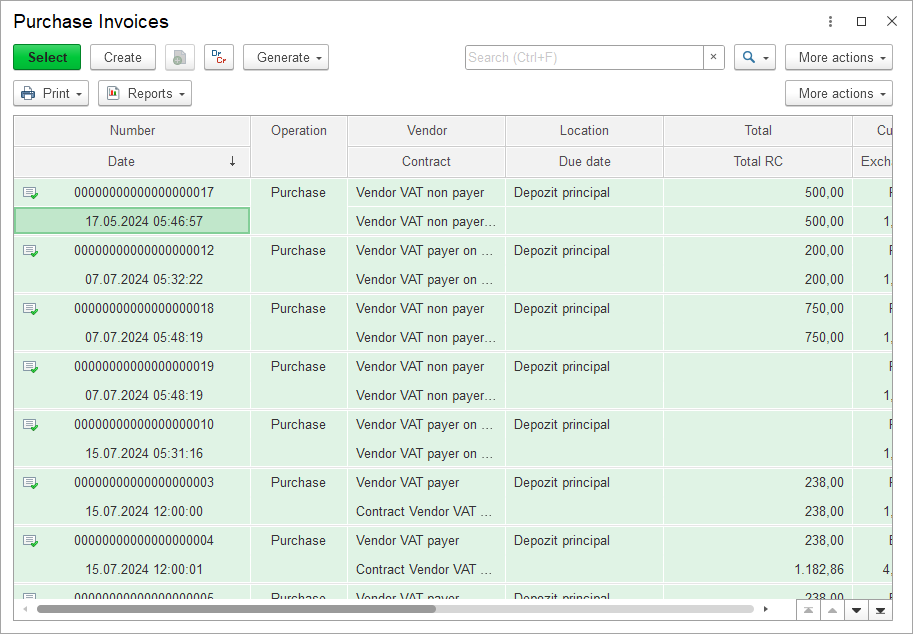 Purchase Invoices
Select Create Dr Cr Generate Search (Ctrl+F) × More actions
Print Reports More actions
Number Operation Vendor Location Total Cu
Date ↓ Contract Due date Total RC Exch
00000000000000000017 Purchase Vendor VAT non payer Depozit principal 500,00
17.05.2024 05:46:57 Vendor VAT non payer... 500,00 1,
00000000000000000012 Purchase Vendor VAT payer on ... Depozit principal 200,00
07.07.2024 05:32:22 Vendor VAT payer on ... 200,00 1,
00000000000000000018 Purchase Vendor VAT non payer Depozit principal 750,00
07.07.2024 05:48:19 Vendor VAT non payer... 750,00 1,
00000000000000000019 Purchase Vendor VAT non payer Depozit principal
07.07.2024 05:48:19 Vendor VAT non payer... 1,
00000000000000000010 Purchase Vendor VAT payer on ... Depozit principal
15.07.2024 05:31:16 Vendor VAT payer on ... 1,
00000000000000000003 Purchase Vendor VAT payer Depozit principal 238,00
15.07.2024 12:00:00 Contract Vendor VAT ... 238,00 1,
00000000000000000004 Purchase Vendor VAT payer Depozit principal 238,00
15.07.2024 12:00:01 Contract Vendor VAT ... 1.182,86 4,
00000000000000000005 Purchase Vendor VAT payer Depozit principal 238,00